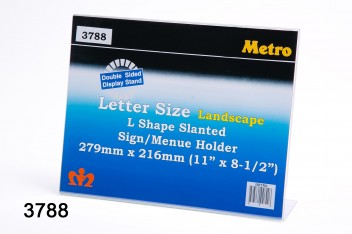 3788
Metro
Double Sided
Display Stand
Letter Size Landscape
L Shape Slanted
Sign/Menue Holder
279mm x 216mm (11" x 8-1/2")
3788